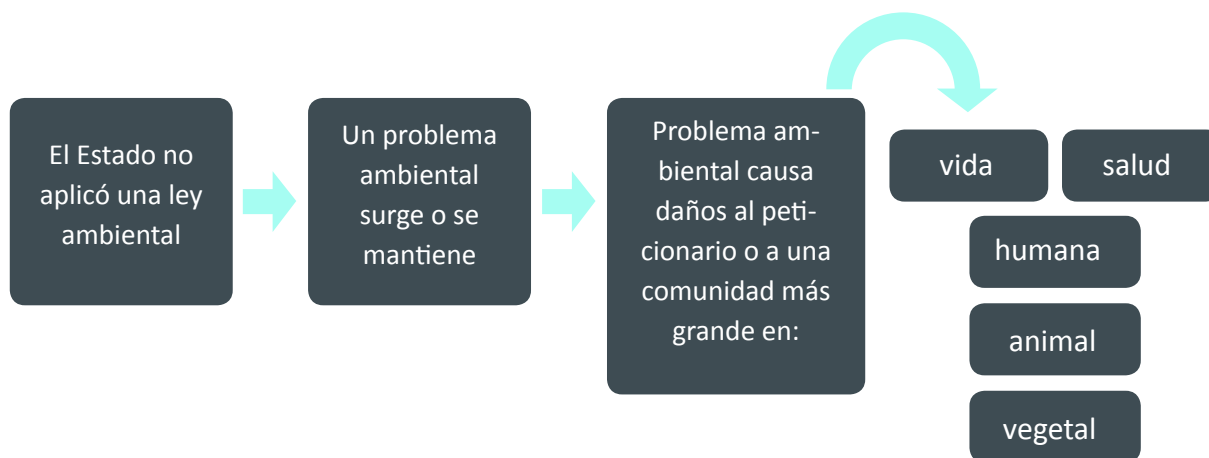 El Estado no
aplicó una ley
ambiental
Un problema
ambiental
surge o se
mantiene
Problema am-
biental causa
daños al peti-
cionario o a una
comunidad más
grande en:
vida
salud
humana
animal
vegetal